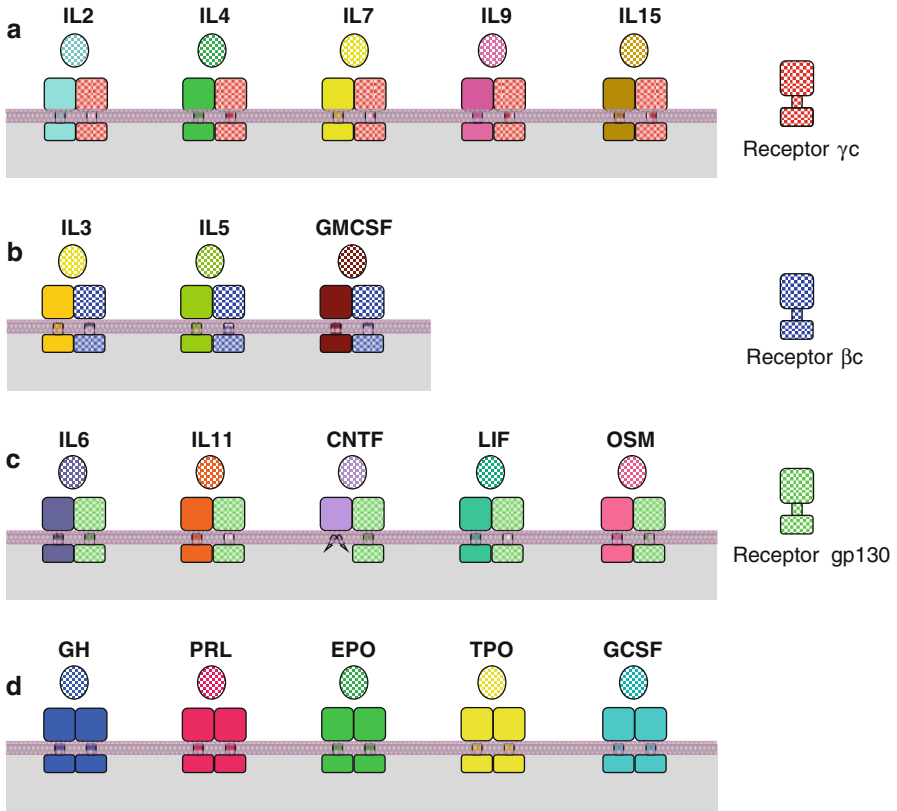 a
IL2 IL4 IL7 IL9 IL15
Receptor γc
b
IL3 IL5 GMCSF
Receptor βc
c
IL6 IL11 CNTF LIF OSM
Receptor gp130
d
GH PRL EPO TPO GCSF